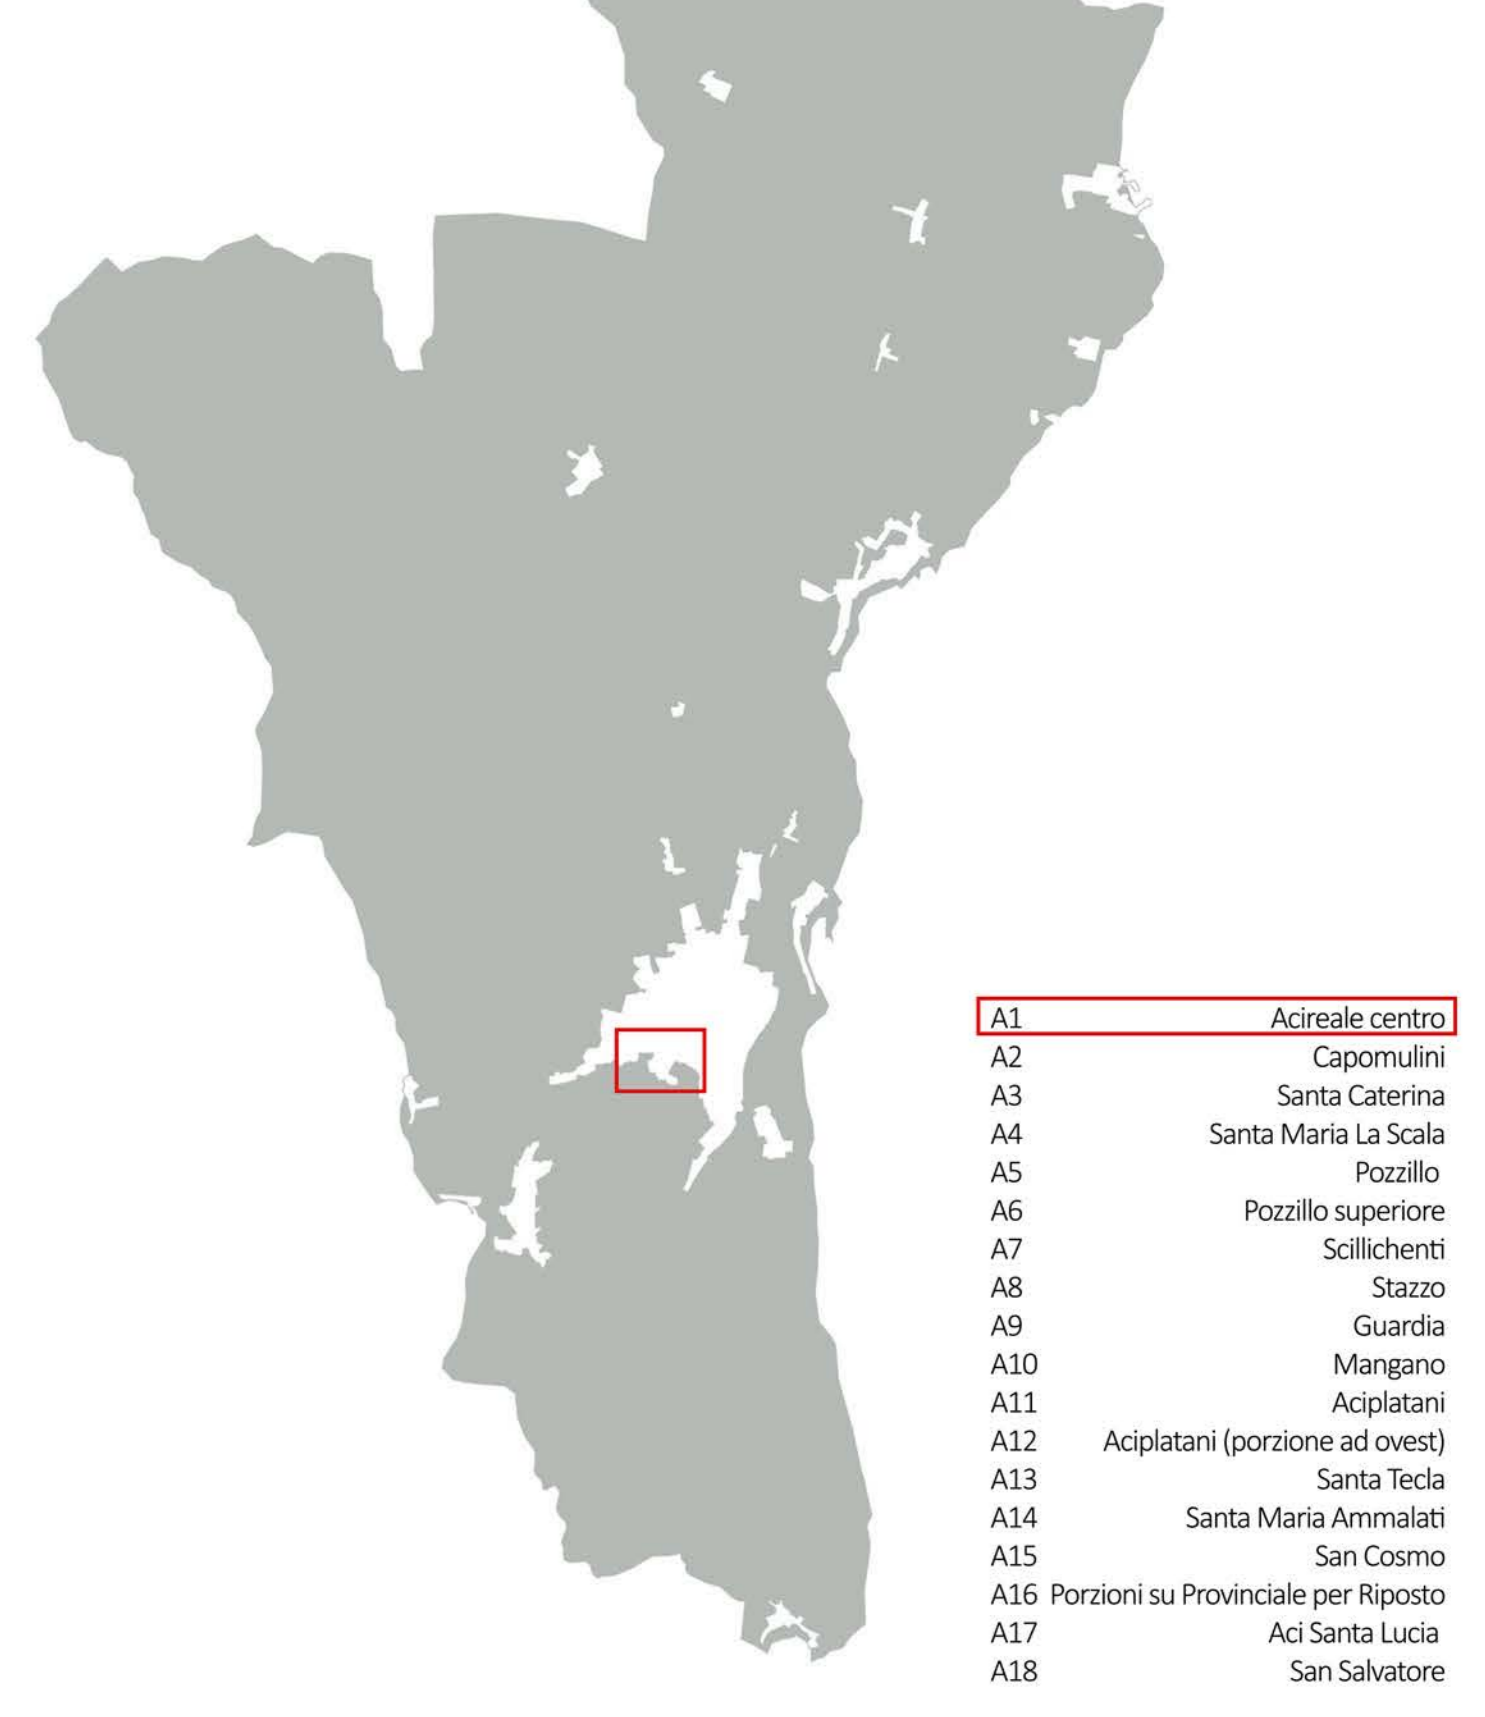 A1 Acireale centro
A2 Capomulini
A3 Santa Caterina
A4 Santa Maria La Scala
A5 Pozzillo
A6 Pozzillo superiore
A7 Scillichenti
A8 Stazzo
A9 Guardia
A10 Mangano
A11 Aciplatani
A12 Aciplatani (porzione ad ovest)
A13 Santa Tecla
A14 Santa Maria Ammalati
A15 San Cosmo
A16 Porzioni su Provinciale per Riposto
A17 Aci Santa Lucia
A18 San Salvatore